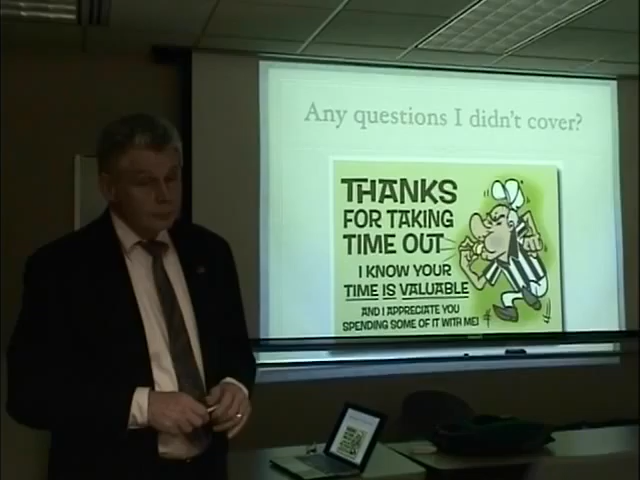 Any questions I didn't cover?
THANKS
FOR TAKING
TIME OUT
I KNOW YOUR
TIME IS VALUABLE
AND I APPRECIATE YOU
SPENDING SOME OF IT WITH ME!